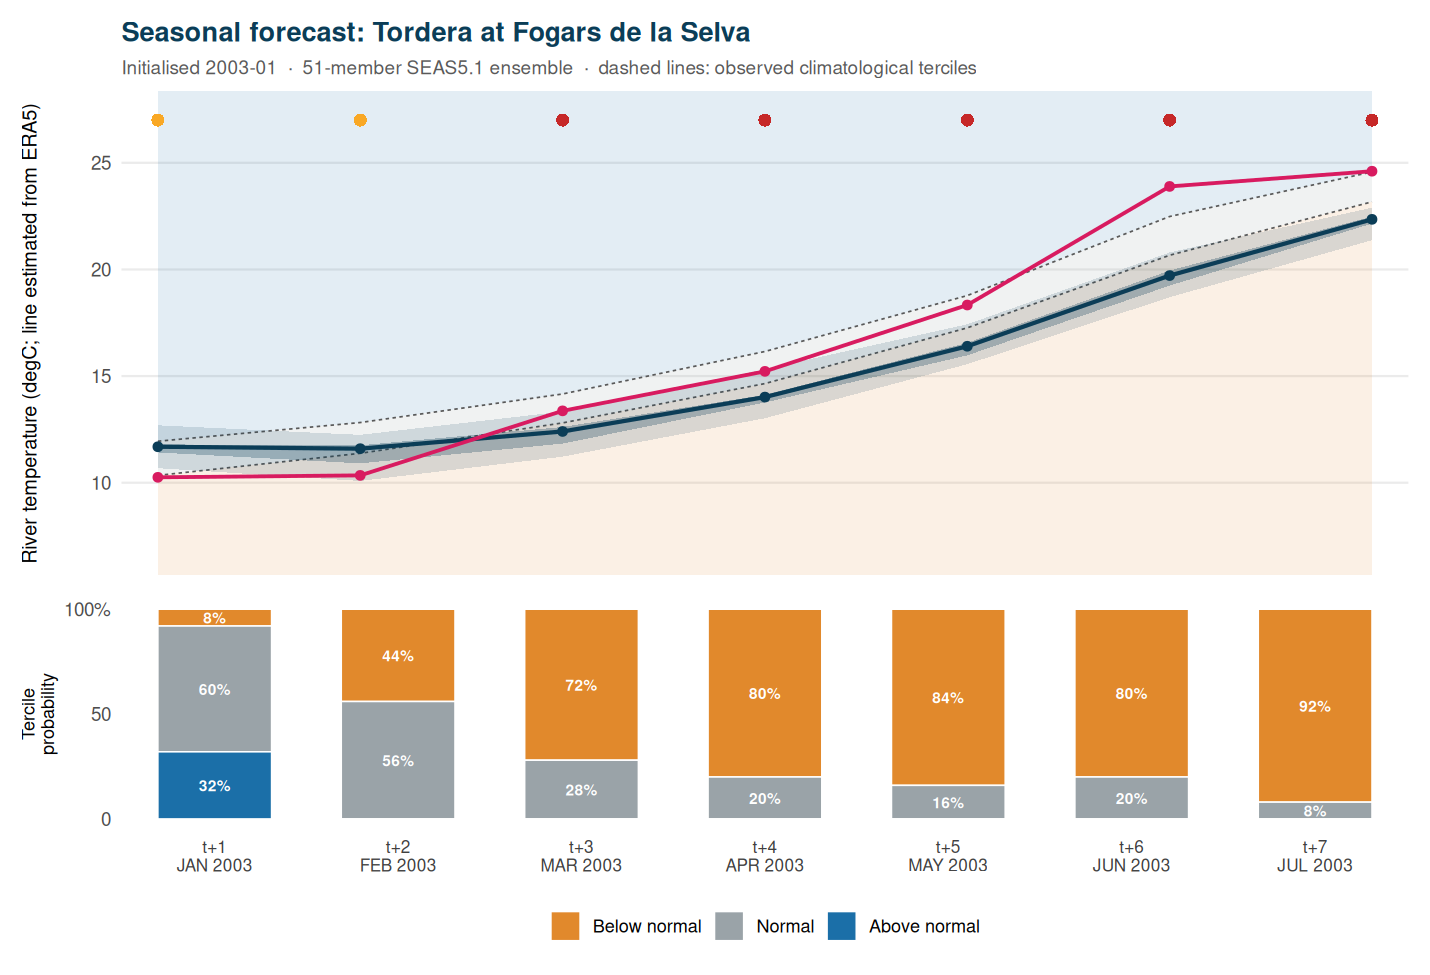 Seasonal forecast: Tordera at Fogars de la Selva
Initialised 2003-01 · 51-member SEAS5.1 ensemble · dashed lines: observed climatological terciles
River temperature (degC; line estimated from ERA5)
25
20
15
10
Tercile
probability
100%
50
0
8%
60%
32%
44%
56%
72%
28%
80%
20%
84%
16%
80%
20%
92%
8%
t+1
JAN 2003
t+2
FEB 2003
t+3
MAR 2003
t+4
APR 2003
t+5
MAY 2003
t+6
JUN 2003
t+7
JUL 2003
Below normal
Normal
Above normal